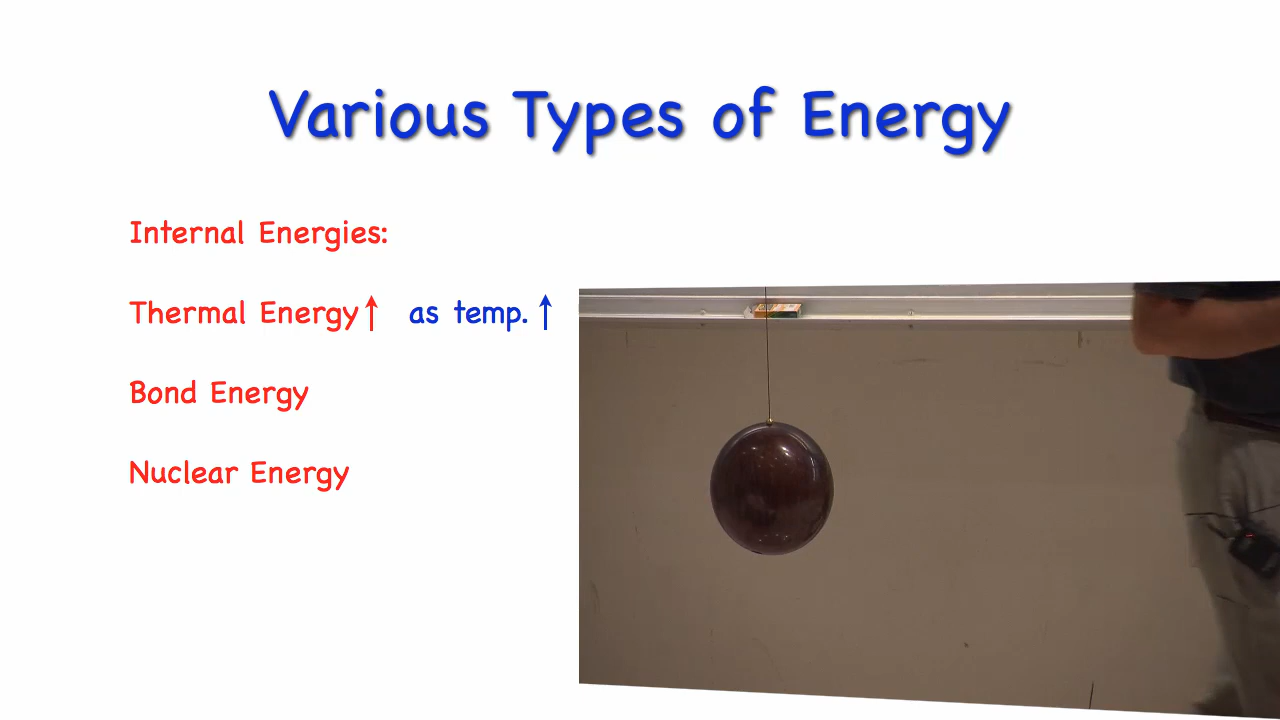 Various Types of Energy
Internal Energies:
Thermal Energy↑ as temp.↑
Bond Energy
Nuclear Energy